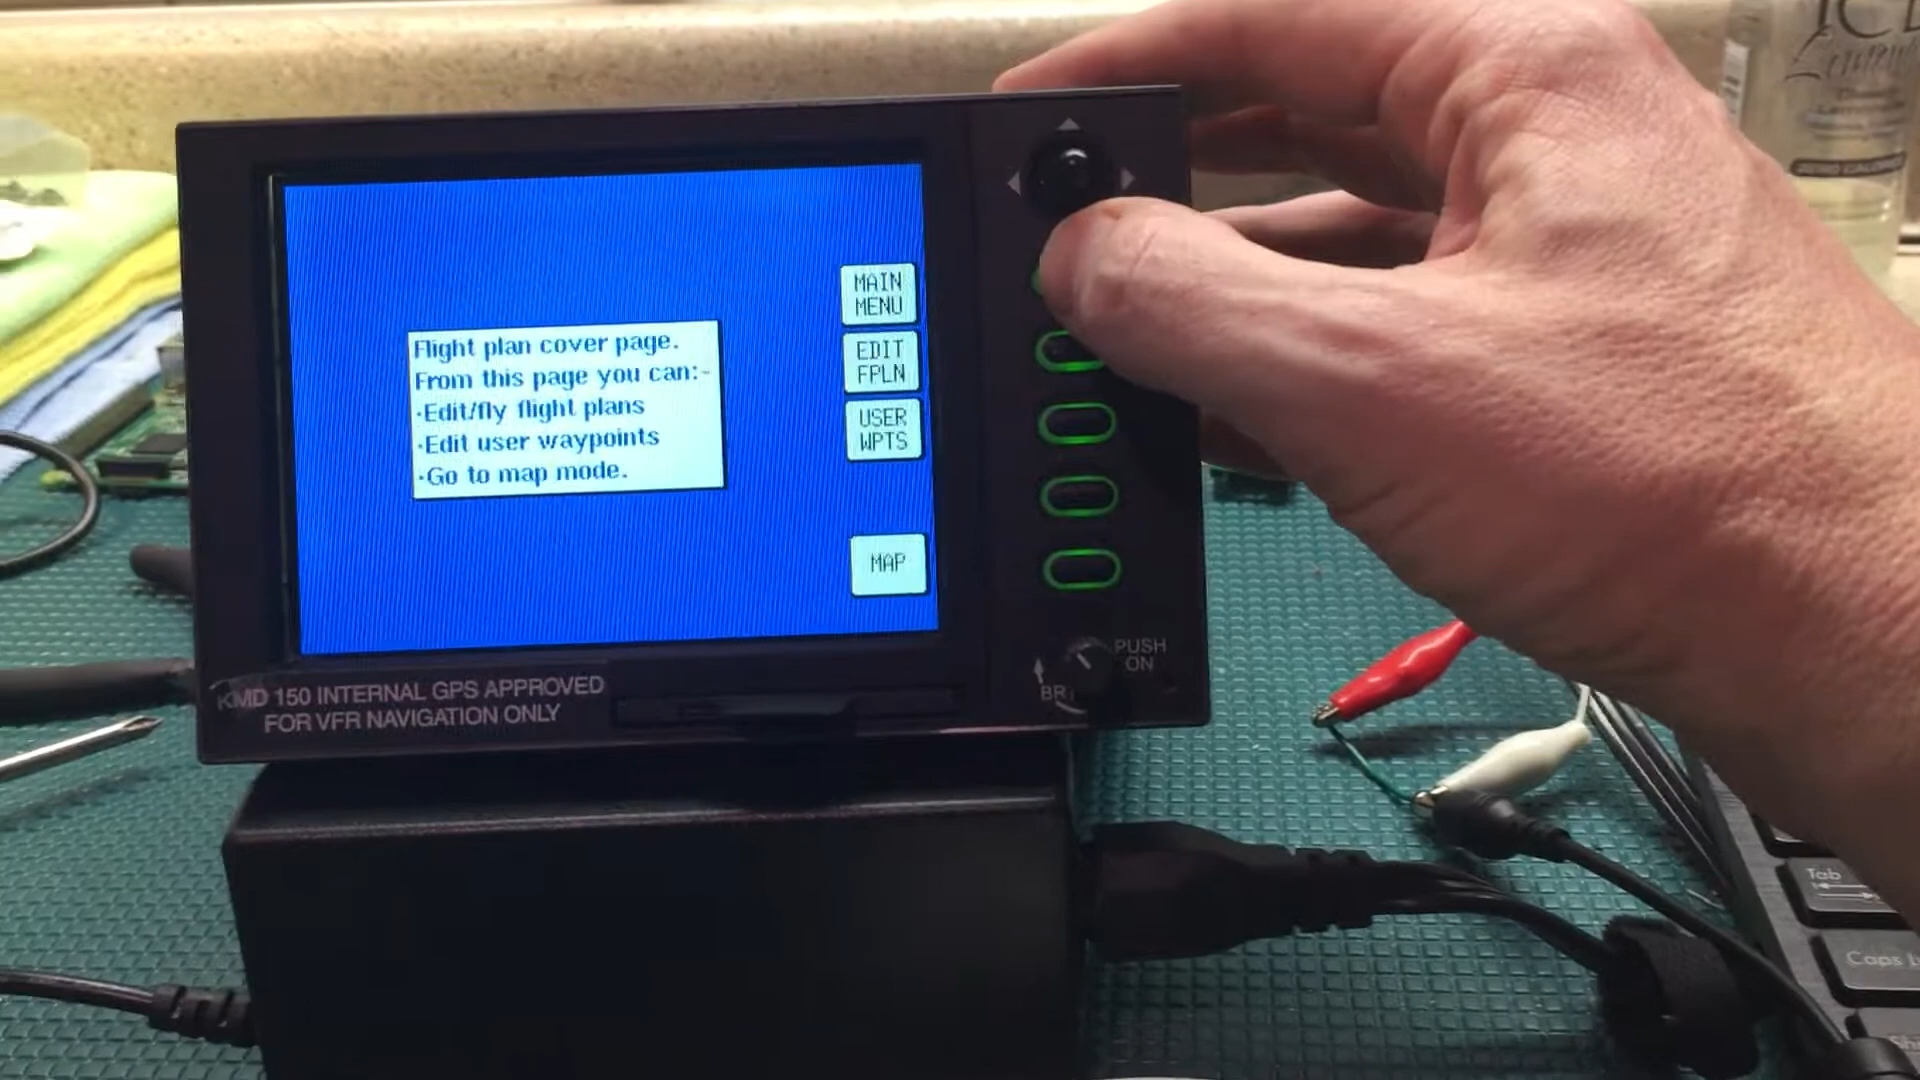 Flight plan cover page.
From this page you can:-
·Edit/fly flight plans
·Edit user waypoints
·Go to map mode.
MAIN
MENU
EDIT
FPLN
USER
WPTS
MAP
PUSH
ON
BRT
KMD 150 INTERNAL GPS APPROVED
FOR VFR NAVIGATION ONLY
Tab
Caps